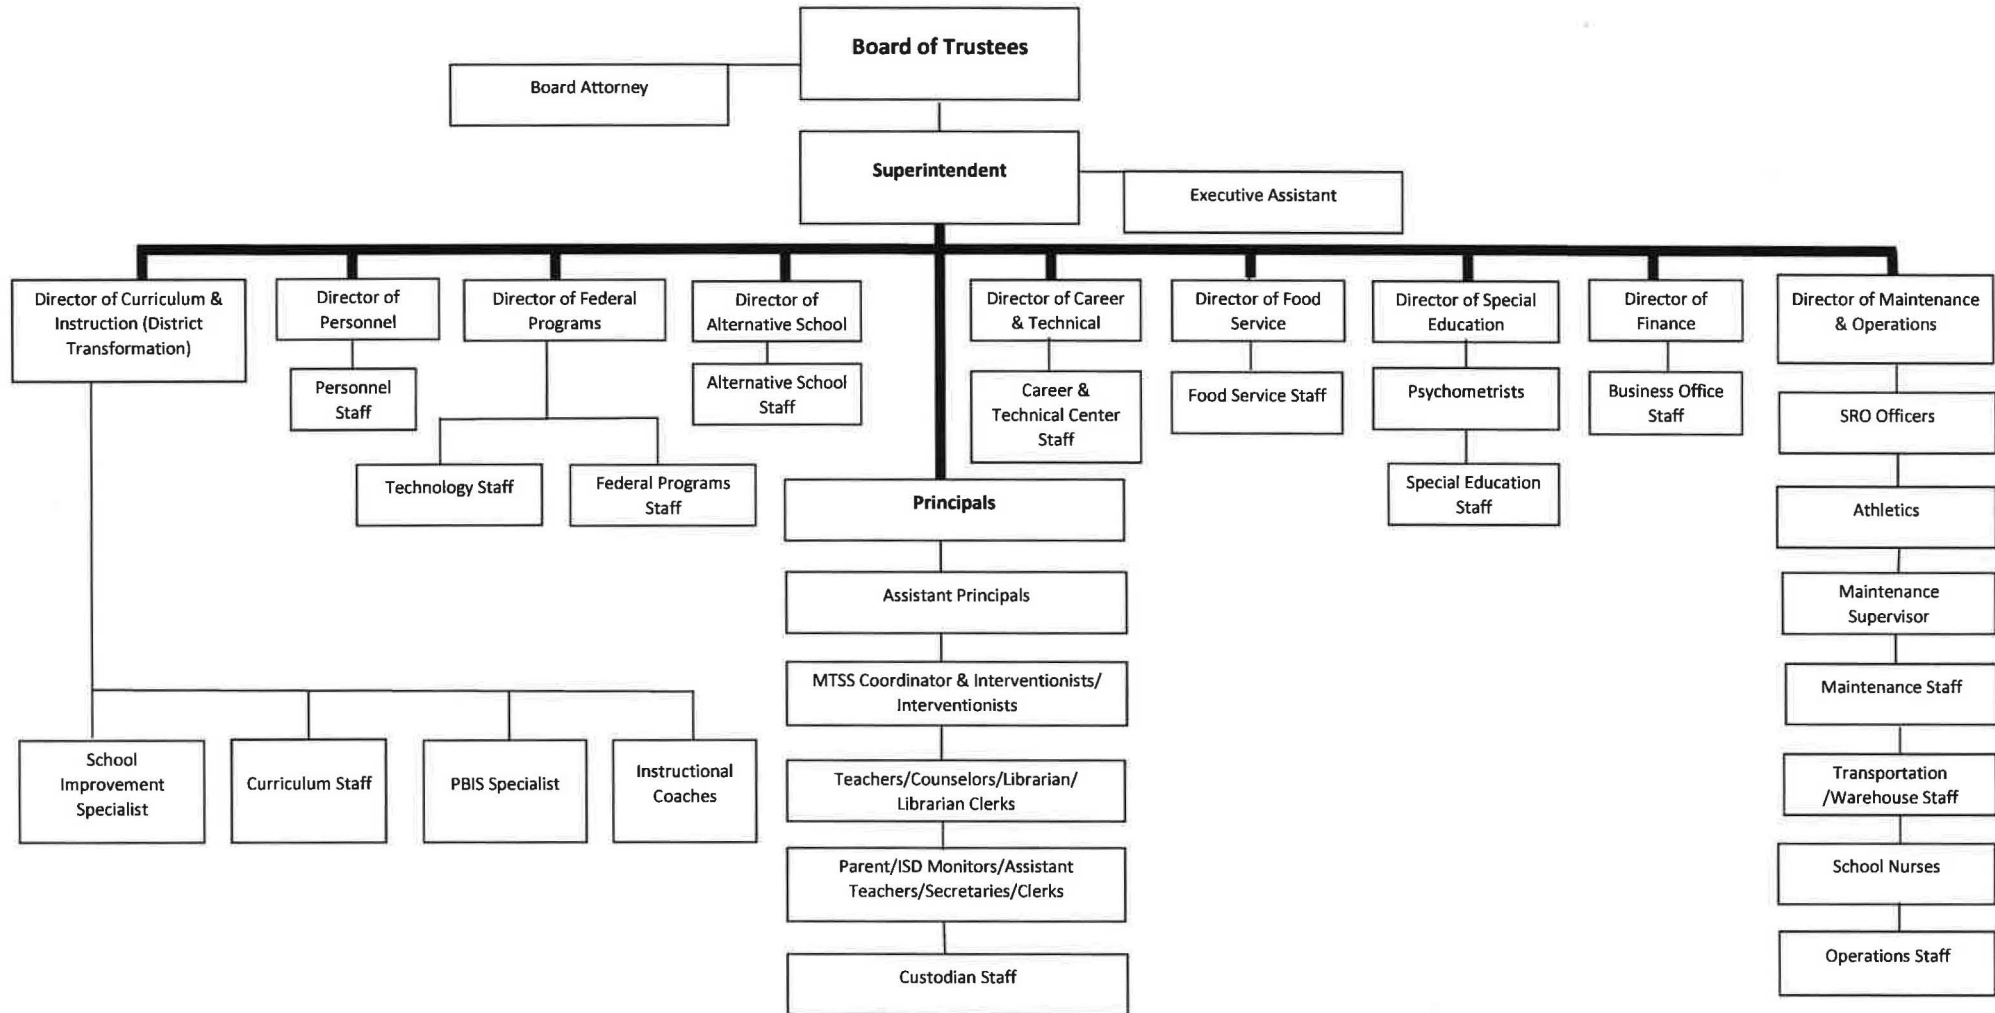 Board of Trustees
Board Attorney
Superintendent
Executive Assistant
Director of Curriculum &
Instruction (District
Transformation)
Director of
Personnel
Director of Federal
Programs
Director of
Alternative School
Director of Career
& Technical
Director of Food
Service
Director of Special
Education
Director of
Finance
Director of Maintenance
& Operations
Personnel
Staff
Alternative School
Staff
Career &
Technical Center
Staff
Food Service Staff
Psychometrists
Business Office
Staff
SRO Officers
Technology Staff
Federal Programs
Staff
Principals
Special Education
Staff
Athletics
Assistant Principals
Maintenance
Supervisor
MTSS Coordinator & Interventionists/
Interventionists
Maintenance Staff
School
Improvement
Specialist
Curriculum Staff
PBIS Specialist
Instructional
Coaches
Teachers/Counselors/Librarian/
Librarian Clerks
Transportation
/Warehouse Staff
Parent/ISD Monitors/Assistant
Teachers/Secretaries/Clerks
School Nurses
Custodian Staff
Operations Staff